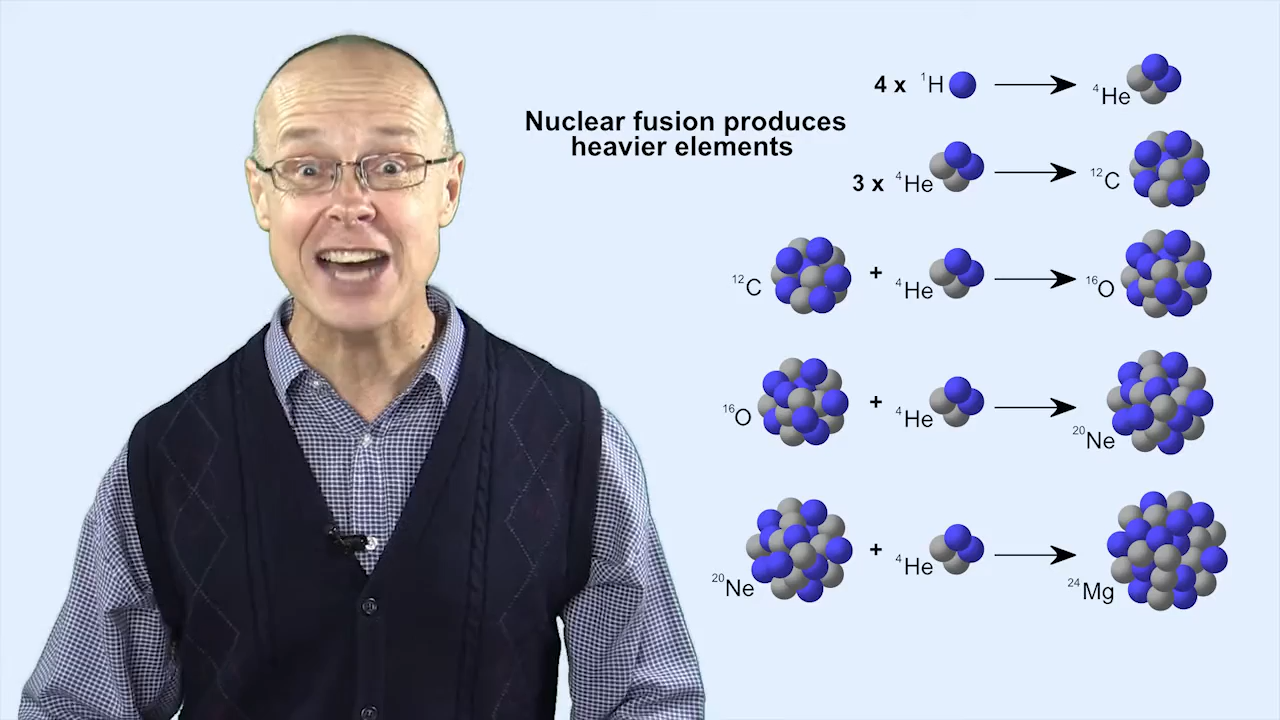 Nuclear fusion produces
heavier elements
4 x ¹H → ⁴He
3 x ⁴He → ¹²C
¹²C + ⁴He → ¹⁶O
¹⁶O + ⁴He → ²⁰Ne
²⁰Ne + ⁴He → ²⁴Mg